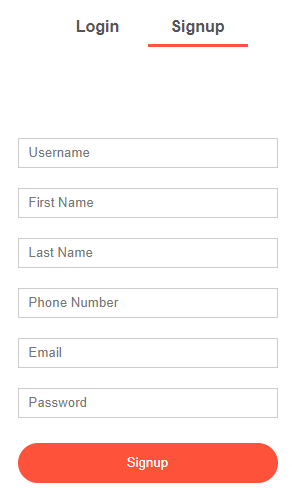 Login Signup
Username
First Name
Last Name
Phone Number
Email
Password
Signup